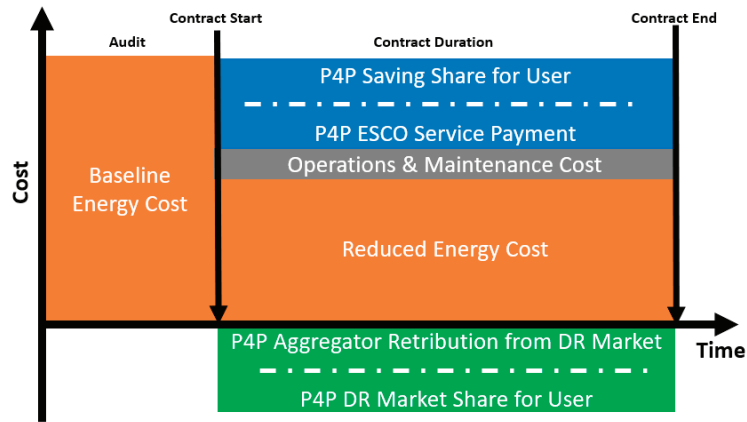 Contract Start
Contract End
Audit
Contract Duration
P4P Saving Share for User
P4P ESCO Service Payment
Operations & Maintenance Cost
Baseline
Energy Cost
Cost
Reduced Energy Cost
P4P Aggregator Retribution from DR Market
Time
P4P DR Market Share for User